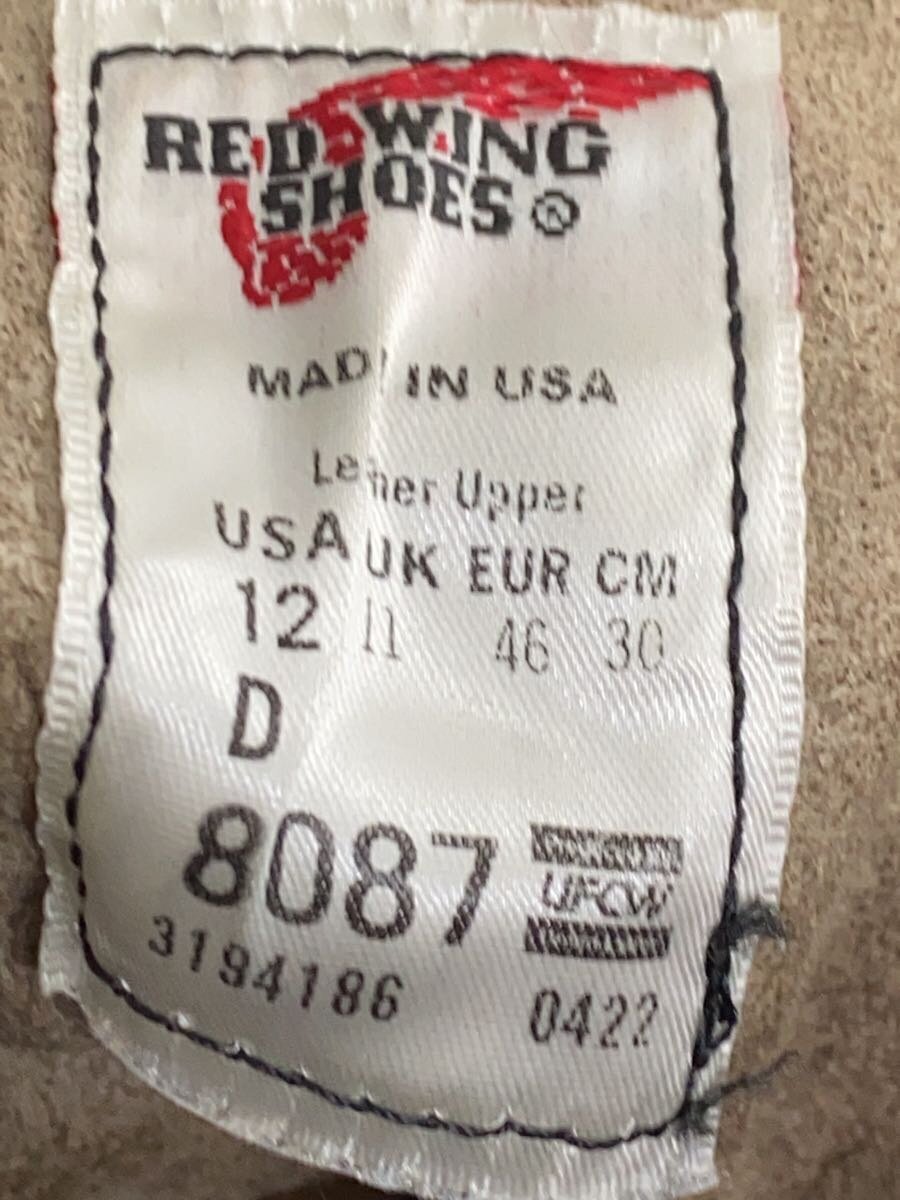 RED WING
SHOES ®
MADE IN USA
Leather Upper
USA UK EUR CM
12 11 46 30
D
8087 UFCW
3194186 0422